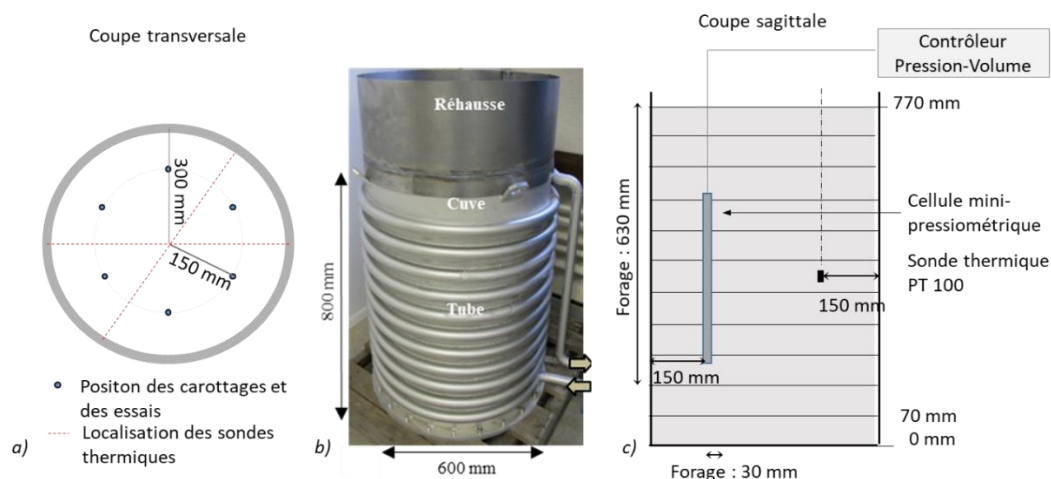 Coupe transversale
300 mm
150 mm
Positon des carottages et
des essais
Localisation des sondes
thermiques
a)
Réhausse
Cuve
Tube
800 mm
600 mm
b)
Coupe sagittale
Contrôleur
Pression-Volume
770 mm
Forage : 630 mm
Cellule mini-
pressiométrique
Sonde thermique
PT 100
150 mm
150 mm
70 mm
0 mm
Forage : 30 mm
c)